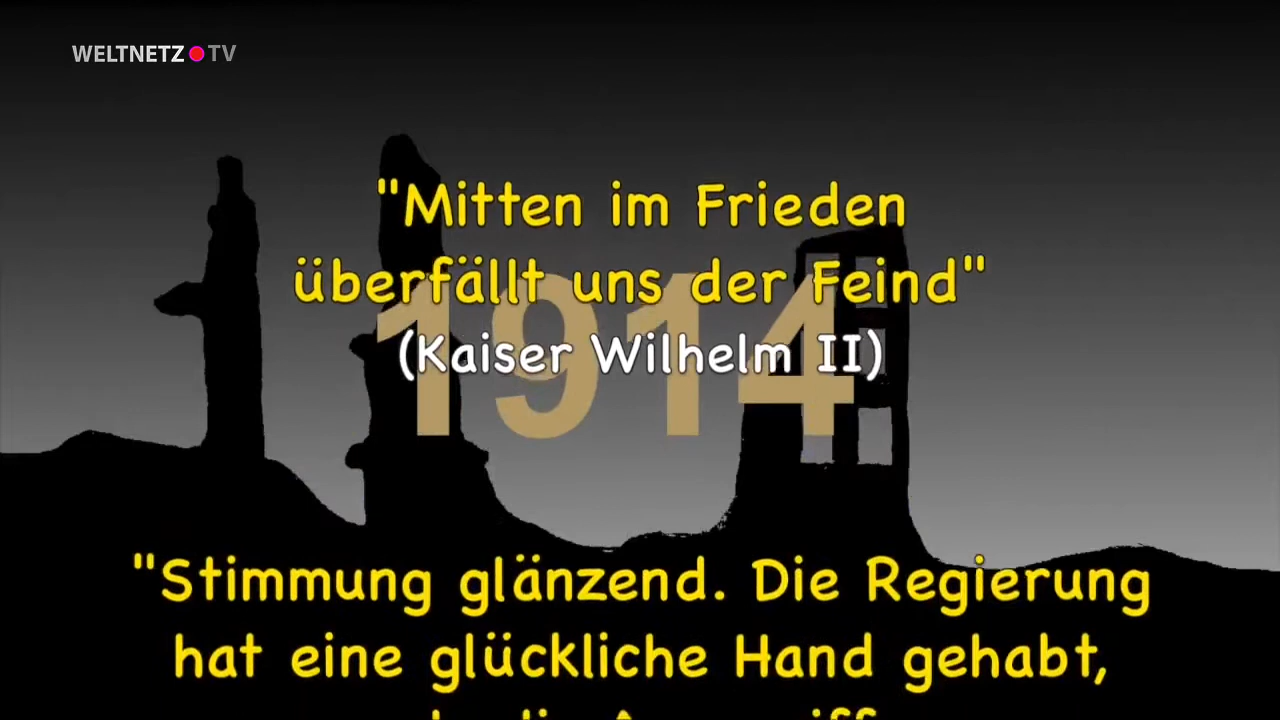 WELTNETZ TV
"Mitten im Frieden
überfällt uns der Feind"
1914
(Kaiser Wilhelm II)
"Stimmung glänzend. Die Regierung
hat eine glückliche Hand gehabt,